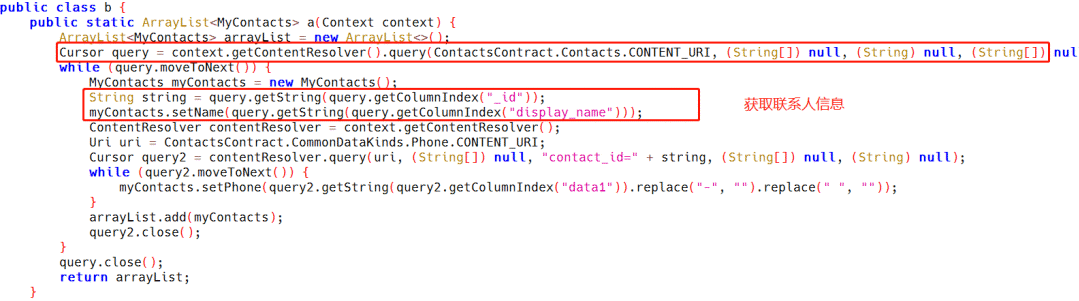 public class b {
    public static ArrayList<MyContacts> a(Context context) {
        ArrayList<MyContacts> arrayList = new ArrayList<>();
        Cursor query = context.getContentResolver().query(ContactsContract.Contacts.CONTENT_URI, (String[]) null, (String) null, (String[]) nul
        while (query.moveToNext()) {
            MyContacts myContacts = new MyContacts();
            String string = query.getString(query.getColumnIndex("_id"));
            myContacts.setName(query.getString(query.getColumnIndex("display_name")));
获取联系人信息
            ContentResolver contentResolver = context.getContentResolver();
            Uri uri = ContactsContract.CommonDataKinds.Phone.CONTENT_URI;
            Cursor query2 = contentResolver.query(uri, (String[]) null, "contact_id=" + string, (String[]) null, (String) null);
            while (query2.moveToNext()) {
                myContacts.setPhone(query2.getString(query2.getColumnIndex("data1")).replace("-", "").replace(" ", ""));
            }
            arrayList.add(myContacts);
            query2.close();
        }
        query.close();
        return arrayList;
    }